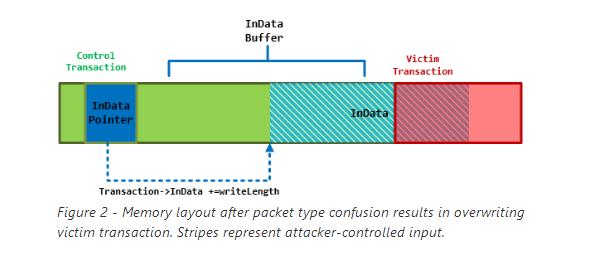 InData
Buffer
Control
Transaction
Victim
Transaction
InData
Pointer
InData
Transaction->InData +=writeLength
Figure 2 - Memory layout after packet type confusion results in overwriting
victim transaction. Stripes represent attacker-controlled input.